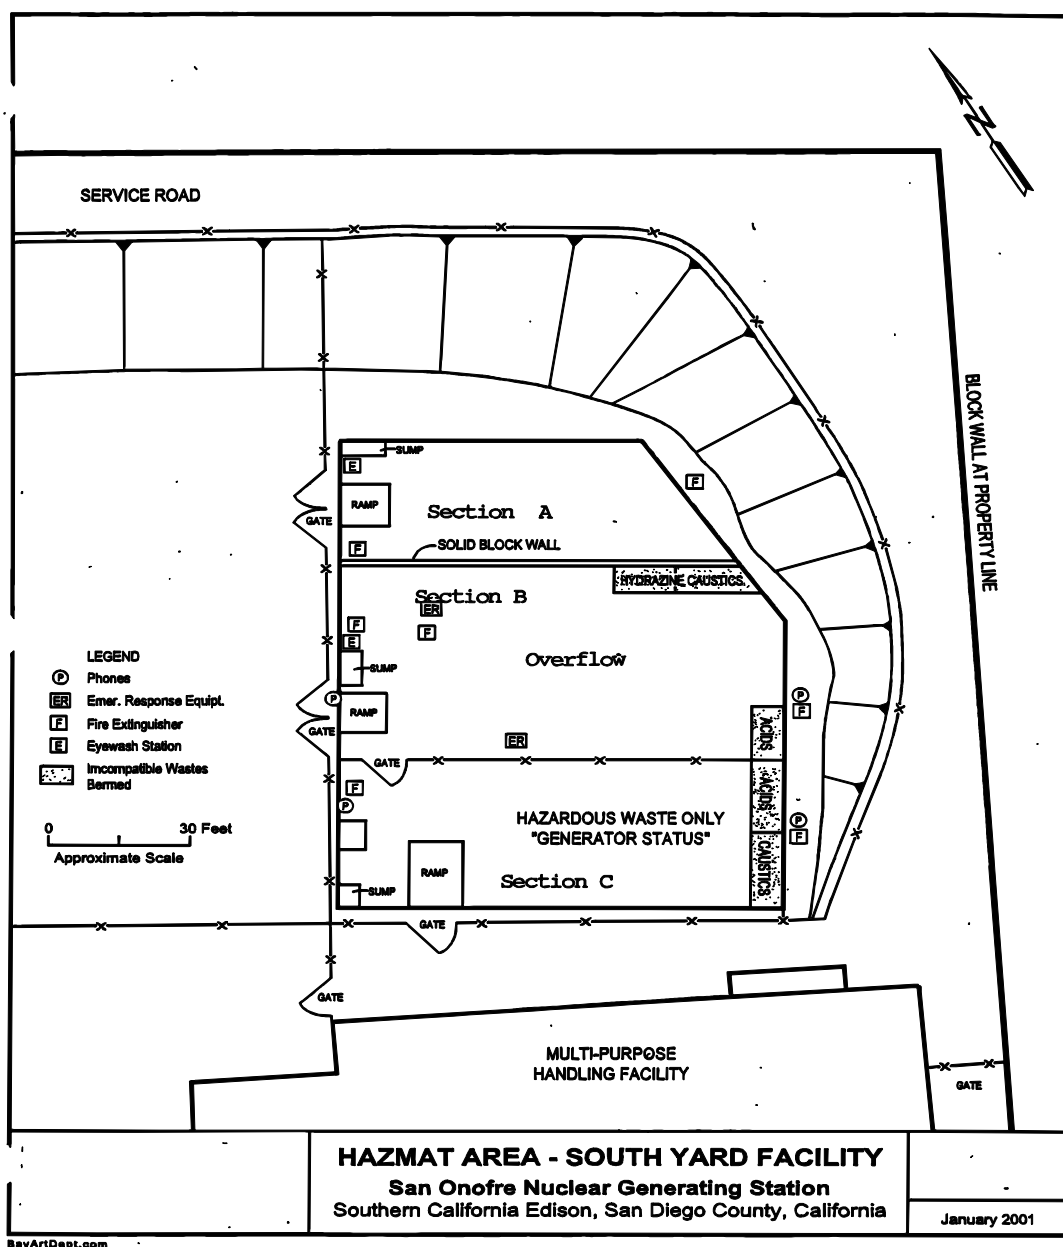 N
SERVICE ROAD
BLOCK WALL AT PROPERTY LINE
SUMP
E
F
RAMP
Section A
GATE
F
SOLID BLOCK WALL
HYDRAZINE CAUSTICS
Section B
ER
F
F
E
Overflow
SUMP
P
P
F
RAMP
GATE
ACIDS
ER
GATE
ACIDS
F
P
HAZARDOUS WASTE ONLY
"GENERATOR STATUS"
P
F
RAMP
CAUSTICS
Section C
SUMP
GATE
GATE
LEGEND
P Phones
ER Emer. Response Equipt.
F Fire Extinguisher
E Eyewash Station
Imcompatible Wastes
Bermed
0 30 Feet
Approximate Scale
MULTI-PURPOSE
HANDLING FACILITY
GATE
HAZMAT AREA - SOUTH YARD FACILITY
San Onofre Nuclear Generating Station
Southern California Edison, San Diego County, California
January 2001
BayArtDept.com